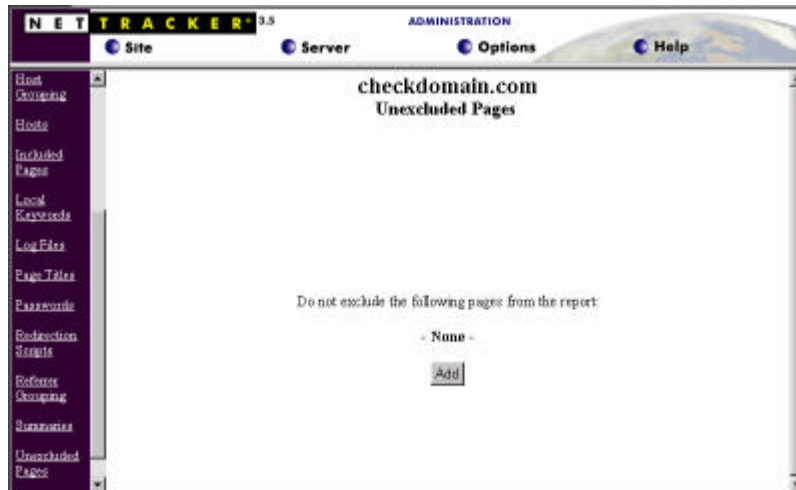 NET TRACKER® 3.5
ADMINISTRATION
Site Server Options Help
Host
Grouping
Hosts
Included
Pages
Local
Keywords
Log Files
Page Titles
Passwords
Redirection
Scripts
Referrer
Grouping
Summaries
Unexcluded
Pages
checkdomain.com
Unexcluded Pages
Do not exclude the following pages from the report:
- None -
Add